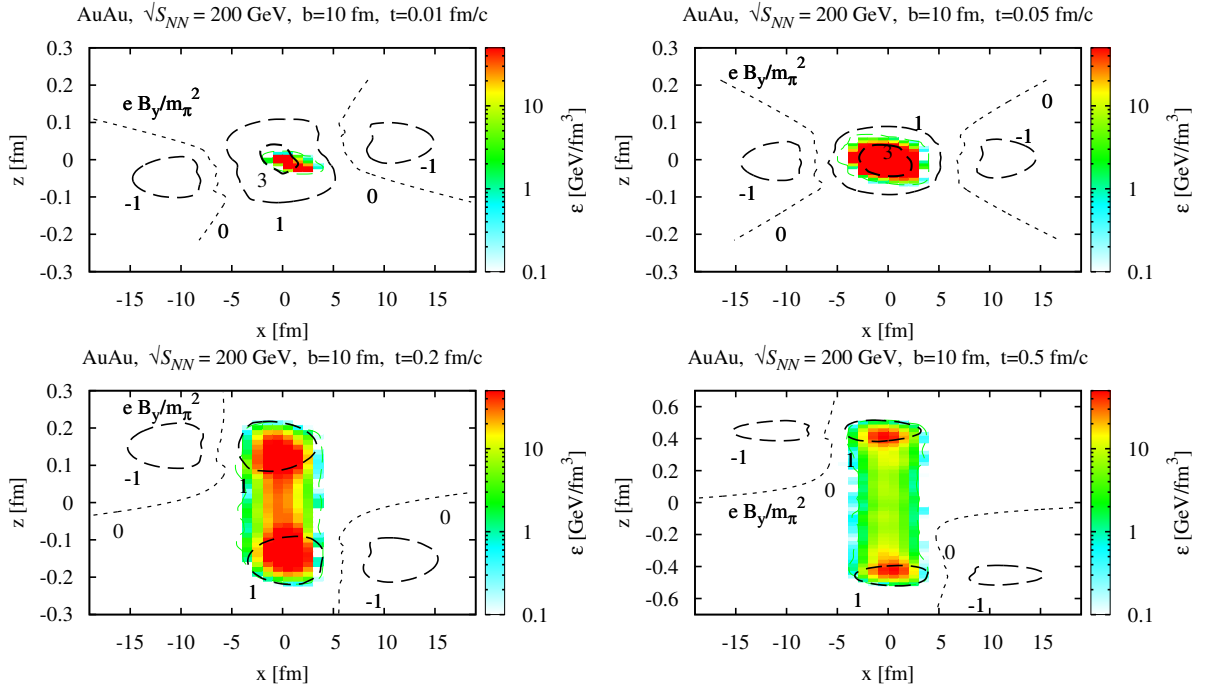 AuAu, √S_NN = 200 GeV, b=10 fm, t=0.01 fm/c
e B_y/m_π^2
0.3
0.2
0.1
0
-0.1
-0.2
-0.3
z [fm]
-15 -10 -5 0 5 10 15
x [fm]
-1
0
3
1
0
-1
10
1
0.1
ε [GeV/fm^3]
AuAu, √S_NN = 200 GeV, b=10 fm, t=0.05 fm/c
e B_y/m_π^2
0.3
0.2
0.1
0
-0.1
-0.2
-0.3
z [fm]
-15 -10 -5 0 5 10 15
x [fm]
-1
0
3
1
0
-1
10
1
0.1
ε [GeV/fm^3]
AuAu, √S_NN = 200 GeV, b=10 fm, t=0.2 fm/c
e B_y/m_π^2
0.3
0.2
0.1
0
-0.1
-0.2
-0.3
z [fm]
-15 -10 -5 0 5 10 15
x [fm]
-1
0
1
1
0
-1
10
1
0.1
ε [GeV/fm^3]
AuAu, √S_NN = 200 GeV, b=10 fm, t=0.5 fm/c
e B_y/m_π^2
0.6
0.4
0.2
0
-0.2
-0.4
-0.6
z [fm]
-15 -10 -5 0 5 10 15
x [fm]
-1
0
1
1
0
-1
10
1
0.1
ε [GeV/fm^3]